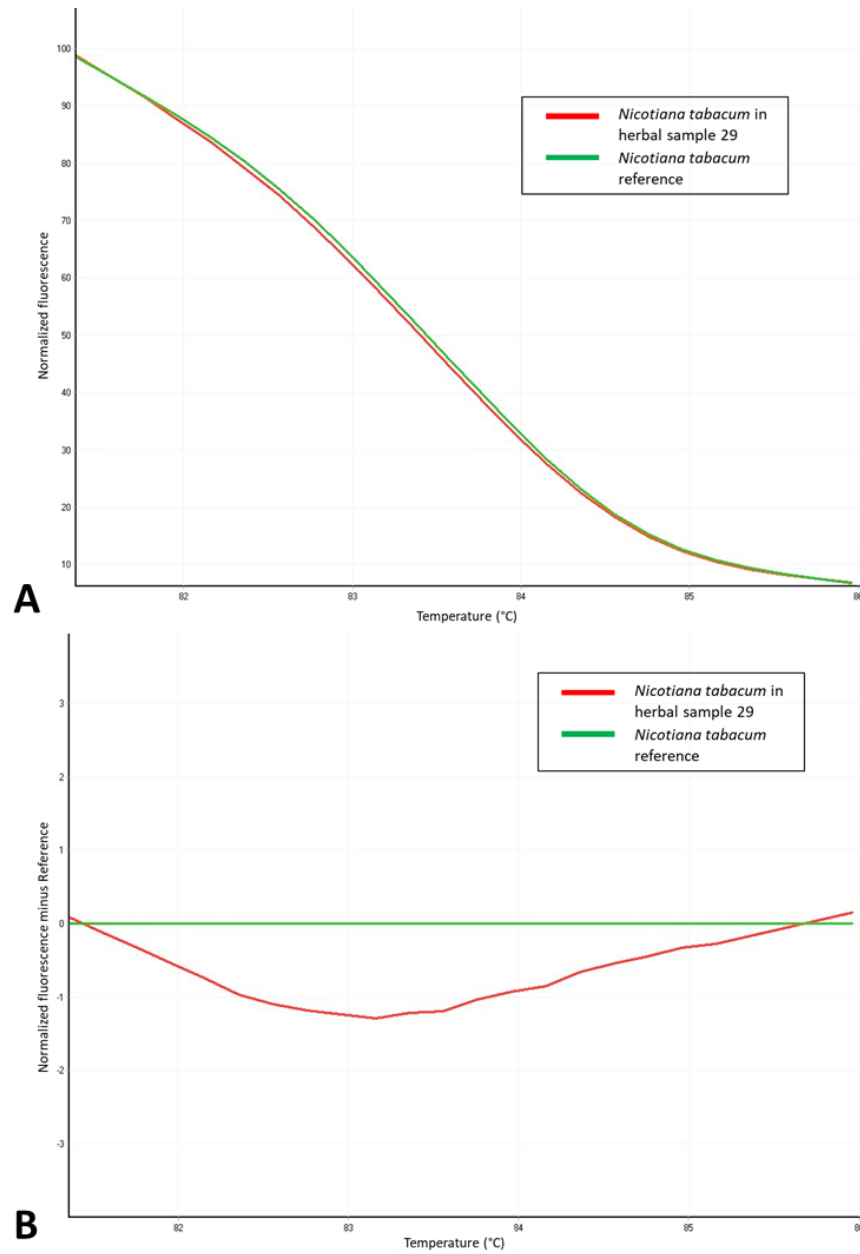 100
90
80
70
60
50
40
30
20
10
Normalized fluorescence
Nicotiana tabacum in
herbal sample 29
Nicotiana tabacum
reference
82
83
84
85
86
Temperature (°C)
A
3
2
1
0
-1
-2
-3
Normalized fluorescence minus Reference
Nicotiana tabacum in
herbal sample 29
Nicotiana tabacum
reference
82
83
84
85
Temperature (°C)
B